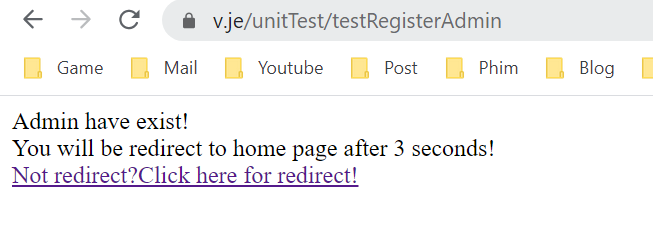 v.je/unitTest/testRegisterAdmin
Game Mail Youtube Post Phim Blog
Admin have exist!
You will be redirect to home page after 3 seconds!
Not redirect?Click here for redirect!